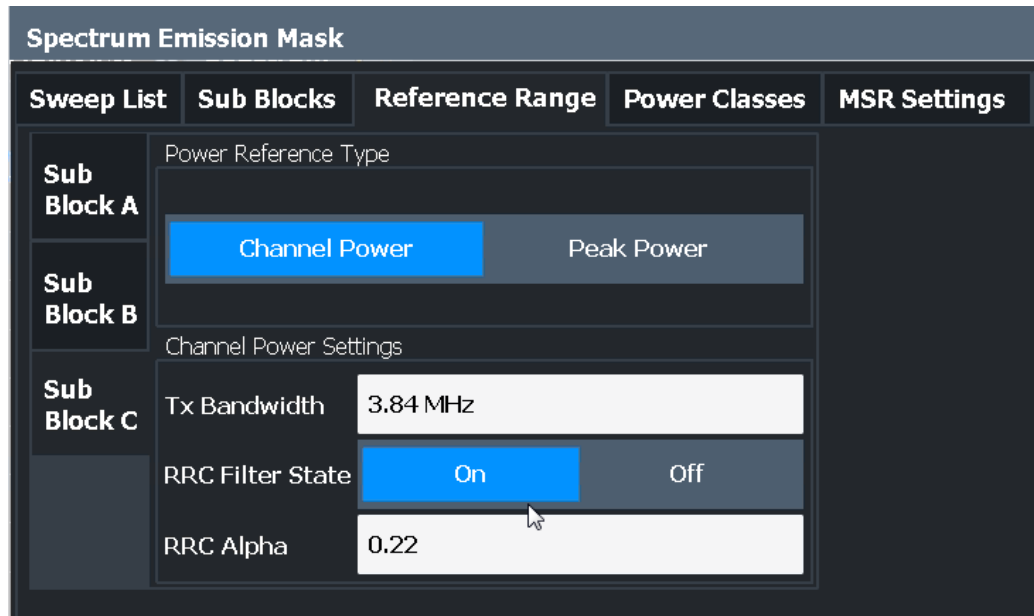 Spectrum Emission Mask
Sweep List Sub Blocks Reference Range Power Classes MSR Settings
Sub
Block A
Sub
Block B
Sub
Block C
Power Reference Type
Channel Power Peak Power
Channel Power Settings
Tx Bandwidth 3.84 MHz
RRC Filter State On Off
RRC Alpha 0.22